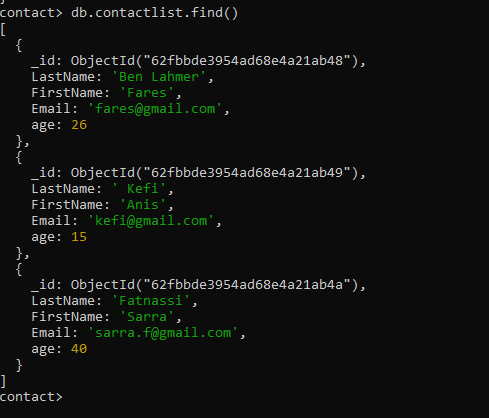 contact> db.contactlist.find()
[
  {
    _id: ObjectId("62fbbde3954ad68e4a21ab48"),
    LastName: 'Ben Lahmer',
    FirstName: 'Fares',
    Email: 'fares@gmail.com',
    age: 26
  },
  {
    _id: ObjectId("62fbbde3954ad68e4a21ab49"),
    LastName: ' Kefi',
    FirstName: 'Anis',
    Email: 'kefi@gmail.com',
    age: 15
  },
  {
    _id: ObjectId("62fbbde3954ad68e4a21ab4a"),
    LastName: 'Fatnassi',
    FirstName: 'Sarra',
    Email: 'sarra.f@gmail.com',
    age: 40
  }
]
contact>